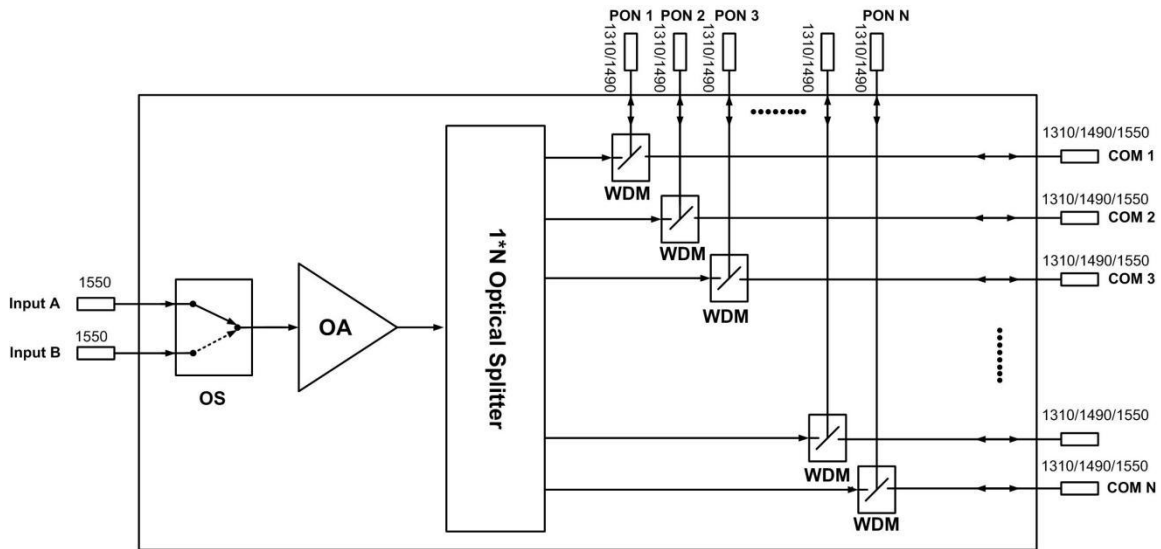 PON 1 PON 2 PON 3 PON N
1310/1490
1310/1490
1310/1490
1310/1490
1310/1490
1310/1490/1550
COM 1
WDM
1310/1490/1550
COM 2
WDM
1310/1490/1550
COM 3
WDM
1550
Input A
1550
Input B
OS
OA
1*N Optical Splitter
1310/1490/1550
WDM
1310/1490/1550
COM N
WDM